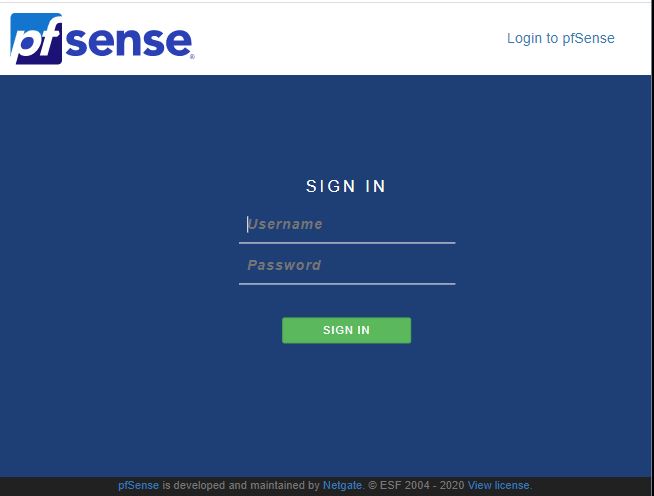 pfsense®
Login to pfSense
SIGN IN
Username
Password
SIGN IN
pfSense is developed and maintained by Netgate. © ESF 2004 - 2020 View license.